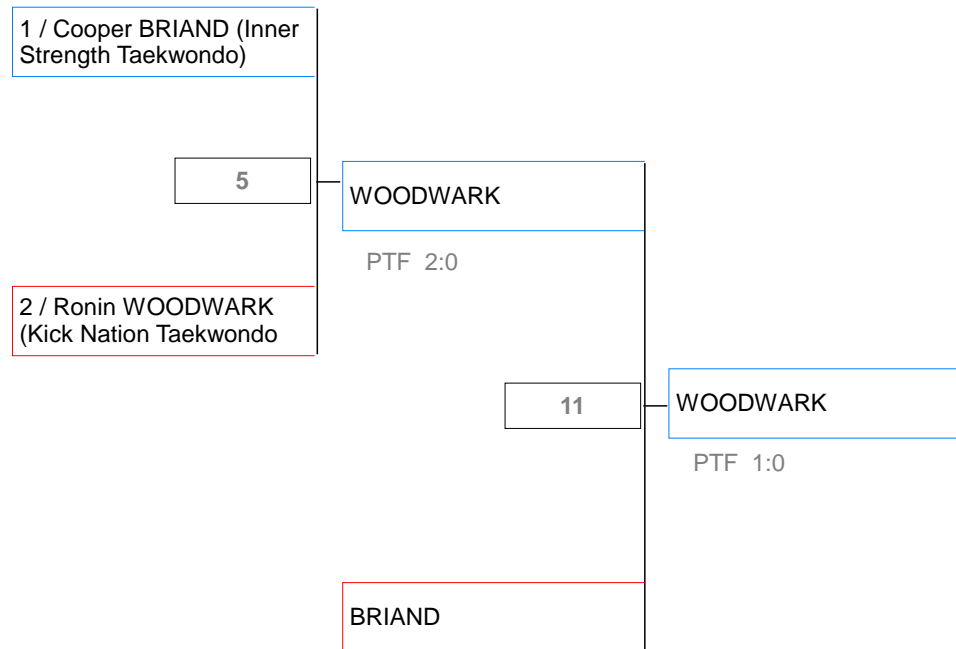 1 / Cooper BRIAND (Inner
Strength Taekwondo)
5
WOODWARK
PTF 2:0
2 / Ronin WOODWARK
(Kick Nation Taekwondo
11
WOODWARK
PTF 1:0
BRIAND